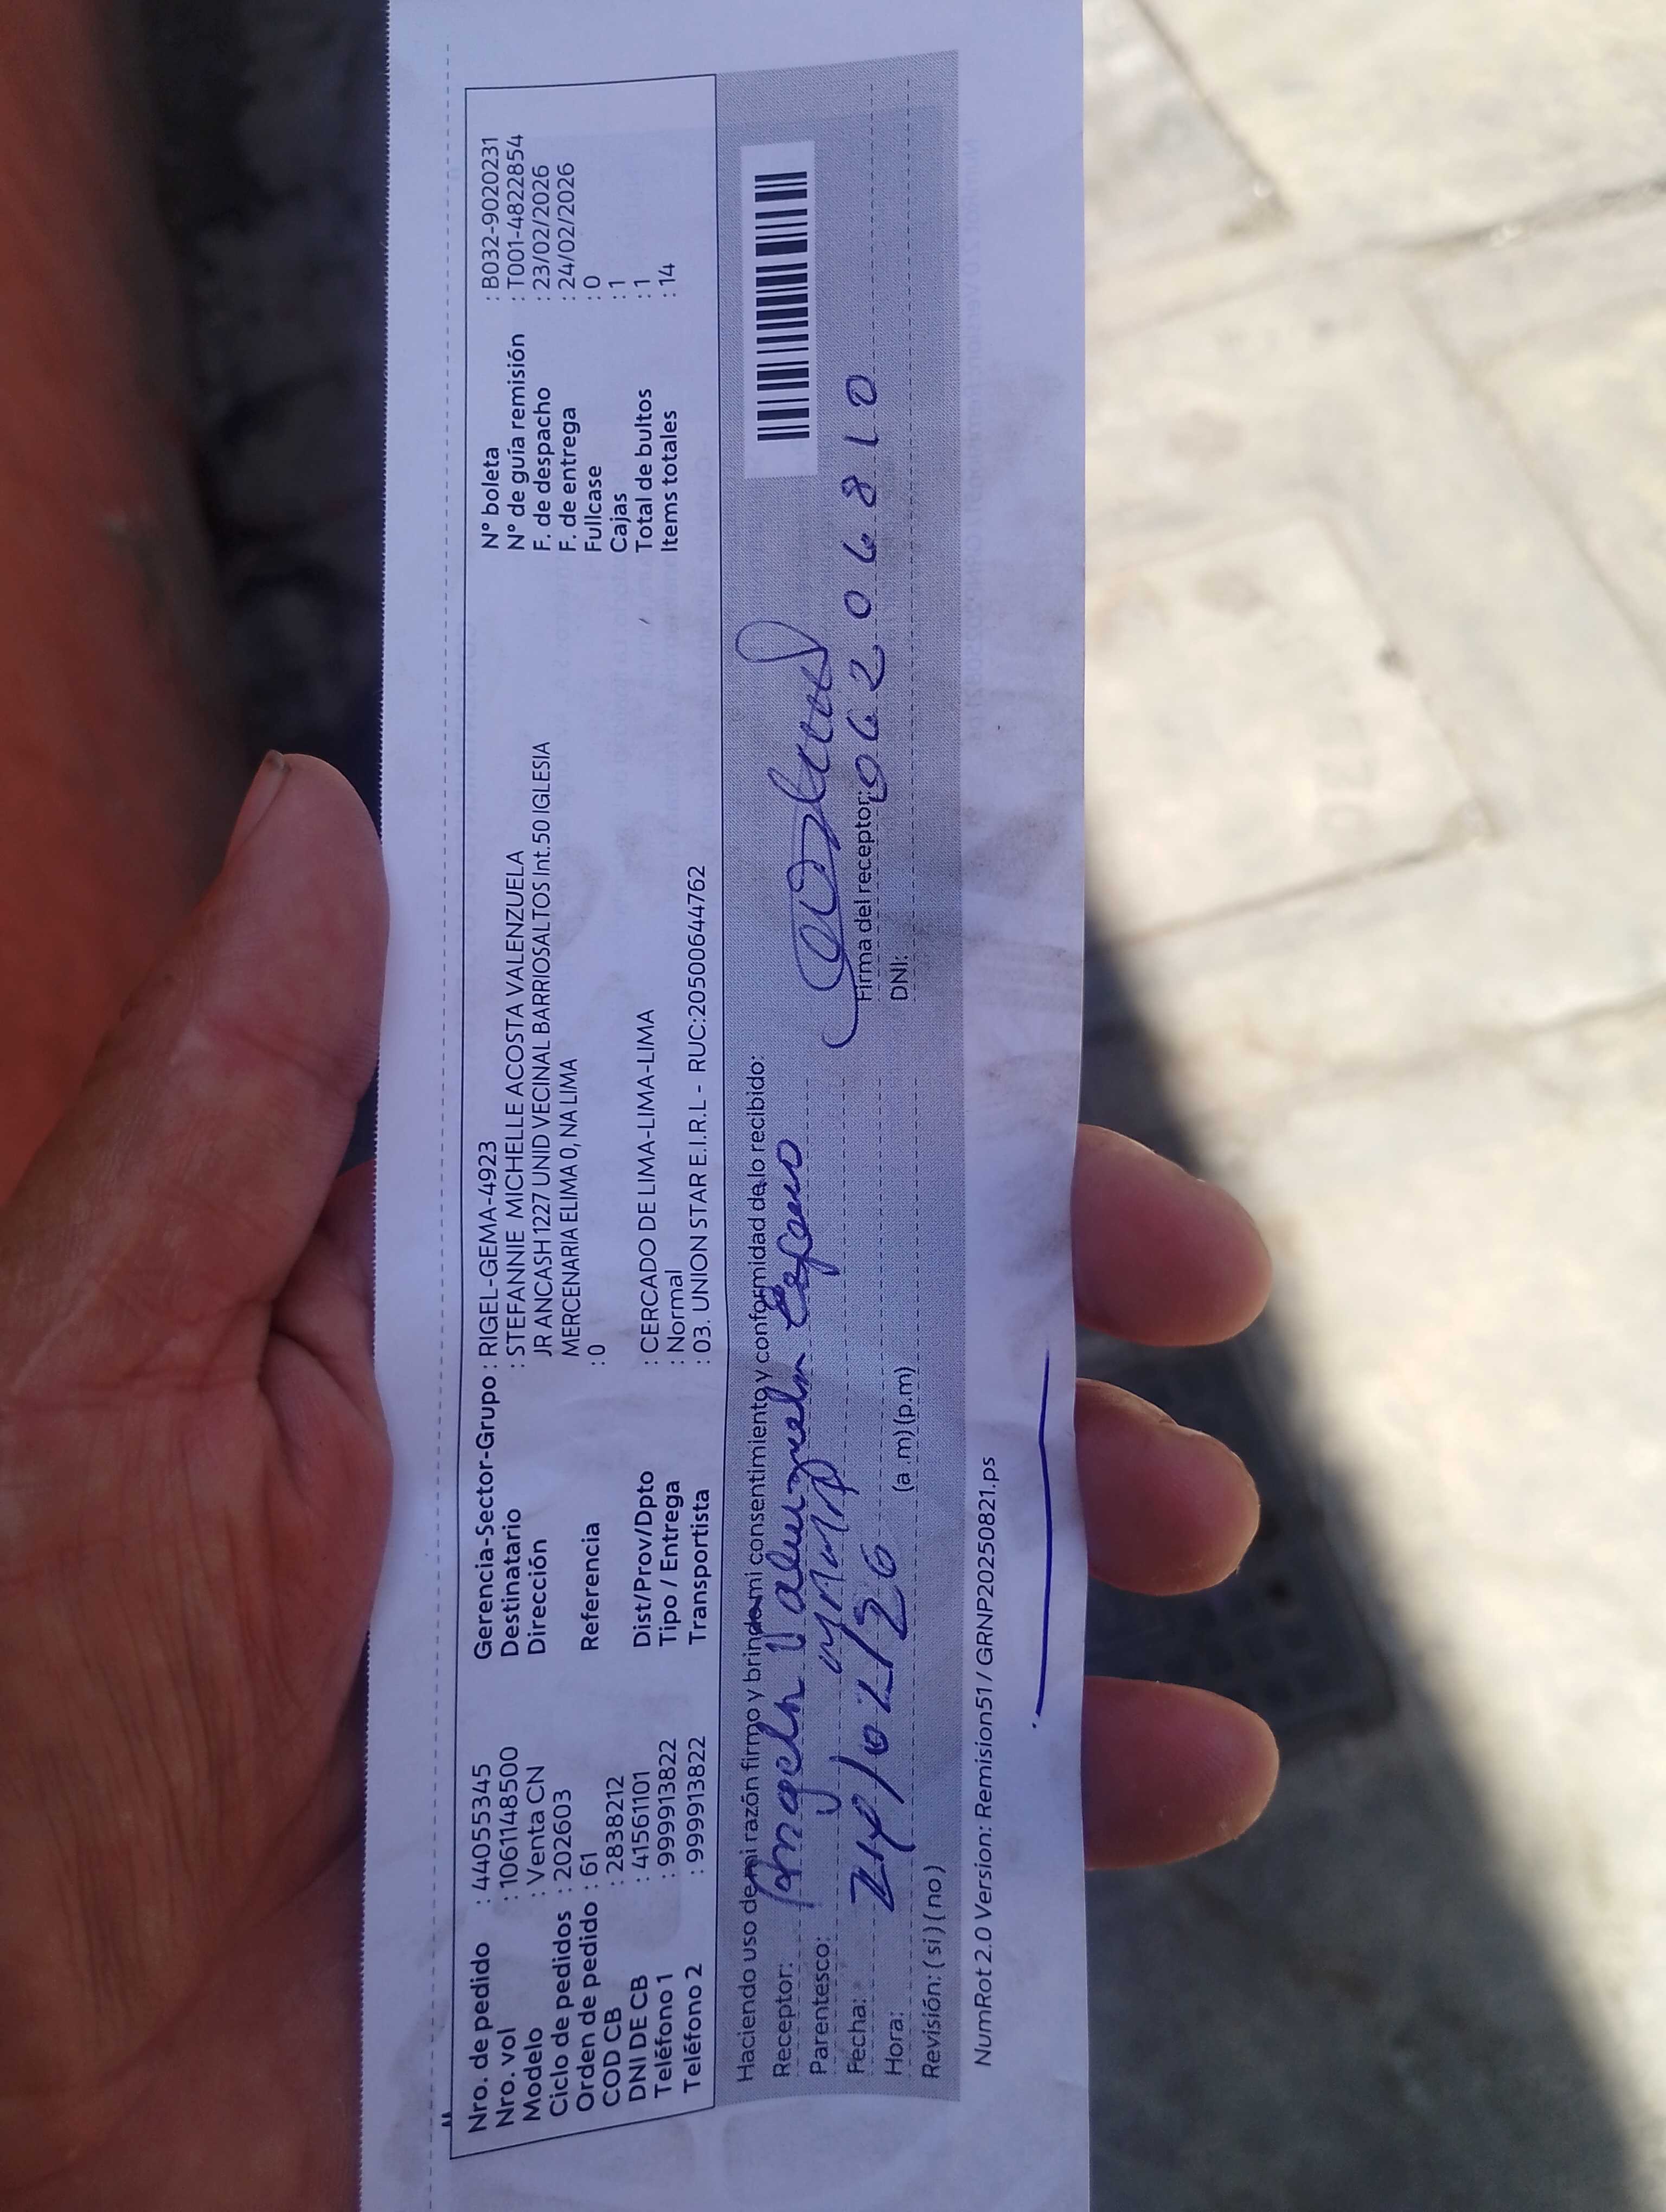 Nro. de pedido : 44055345
Nro. vol : 1061148500
Modelo : Venta CN
Ciclo de pedidos : 202603
Orden de pedido : 61
COD CB : 2838212
DNI DE CB : 41561101
Teléfono 1 : 999913822
Teléfono 2 : 999913822
Gerencia-Sector-Grupo : RIGEL-GEMA-4923
Destinatario : STEFANNIE MICHELLE ACOSTA VALENZUELA
Dirección JR ANCASH 1227 UNID VECINAL BARRIOSALTOS Int.50 IGLESIA
MERCENARIA ELIMA 0, NA LIMA
Referencia : 0
Dist/Prov/Dpto : CERCADO DE LIMA-LIMA-LIMA
Tipo / Entrega : Normal
Transportista : 03. UNION STAR E.I.R.L - RUC:20500644762
N° boleta : B032-9020231
N° de guía remisión : T001-4822854
F. de despacho : 23/02/2026
F. de entrega : 24/02/2026
Fullcase : 0
Cajas : 1
Total de bultos : 1
Items totales : 14
Haciendo uso de mi razón firmo y brindo mi consentimiento y conformidad de lo recibido:
Receptor: Angela Valenzuela
Parentesco: mamá
Fecha: 24/02/26
Hora: (a .m) (p.m)
Revisión: ( si ) ( no )
Firma del receptor:
DNI: 06206810
NumRot 2.0 Version: Remision51 / GRNP20250821.ps